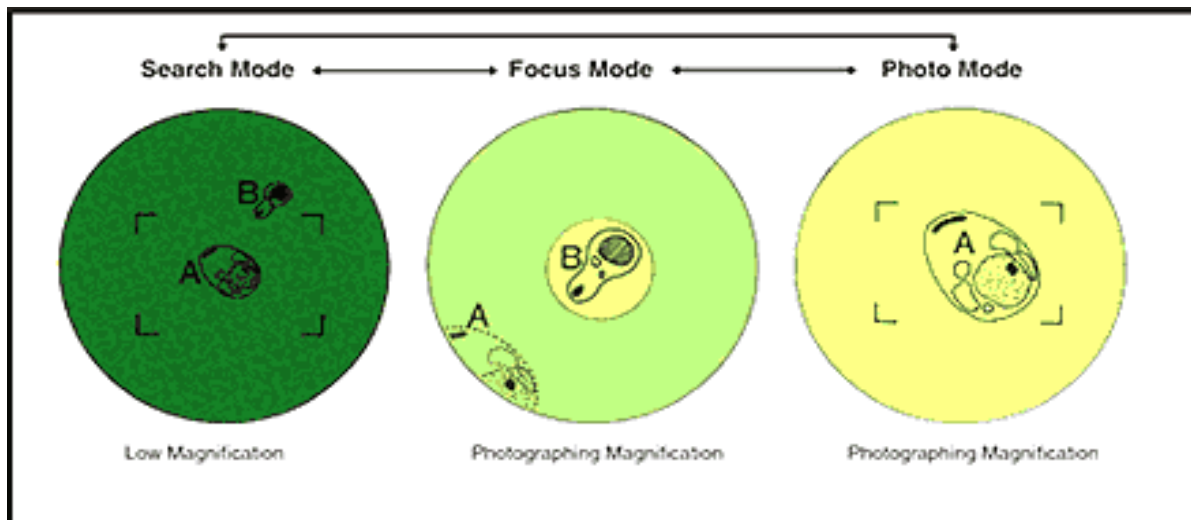 Search Mode
Focus Mode
Photo Mode
B
A
B
A
A
Low Magnification
Photographing Magnification
Photographing Magnification